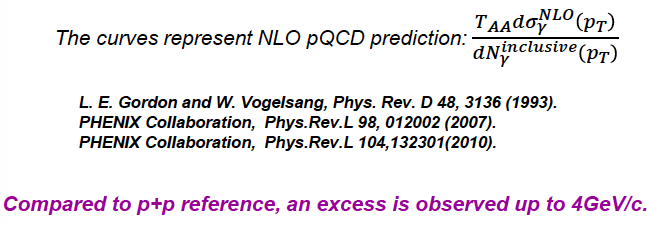 The curves represent NLO pQCD prediction: \frac{T_{AA}d\sigma_{\gamma}^{NLO}(p_T)}{dN_{\gamma}^{inclusive}(p_T)}
L. E. Gordon and W. Vogelsang, Phys. Rev. D 48, 3136 (1993).
PHENIX Collaboration,  Phys.Rev.L 98, 012002 (2007).
PHENIX Collaboration,  Phys.Rev.L 104,132301(2010).
Compared to p+p reference, an excess is observed up to 4GeV/c.